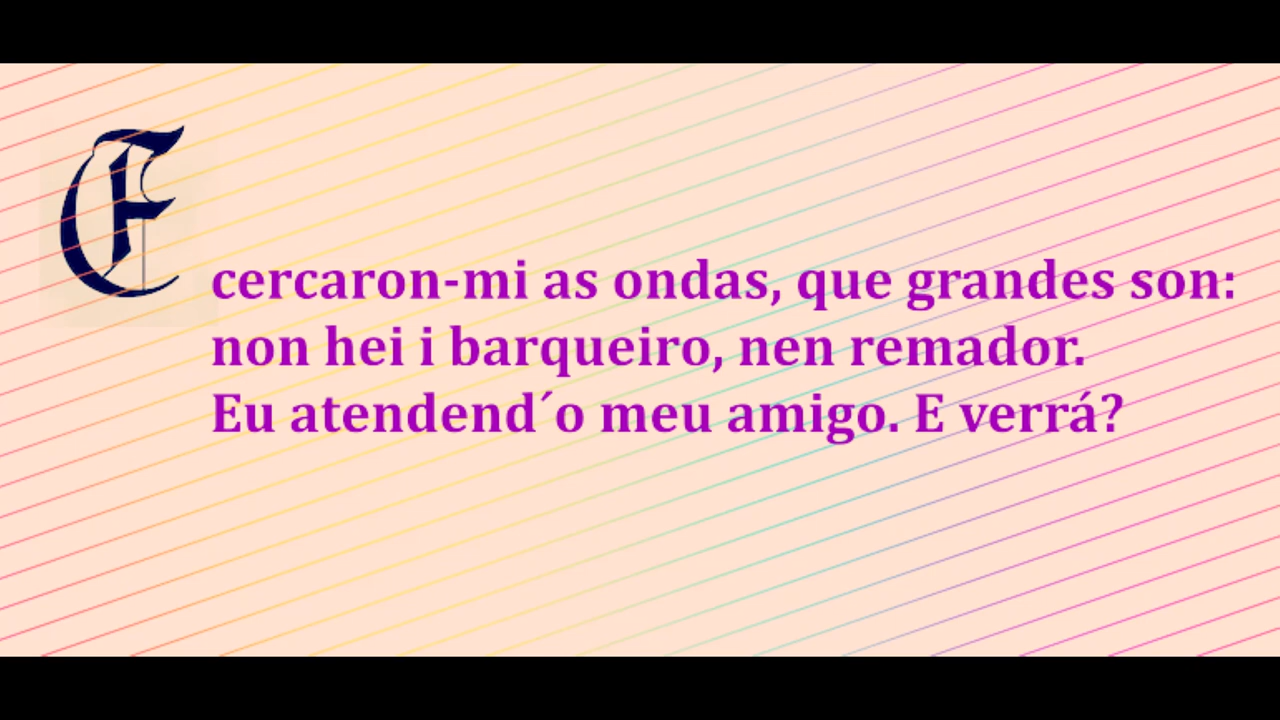 E cercaron-mi as ondas, que grandes son:
non hei i barqueiro, nen remador.
Eu atendend´o meu amigo. E verrá?